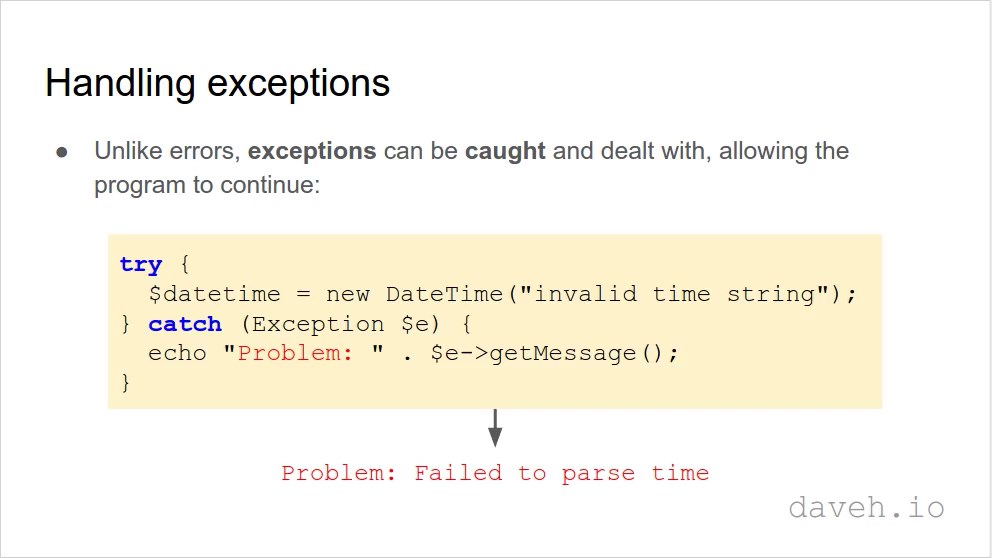 Handling exceptions
● Unlike errors, exceptions can be caught and dealt with, allowing the
program to continue:
try {
  $datetime = new DateTime("invalid time string");
} catch (Exception $e) {
  echo "Problem: " . $e->getMessage();
}
Problem: Failed to parse time
daveh.io